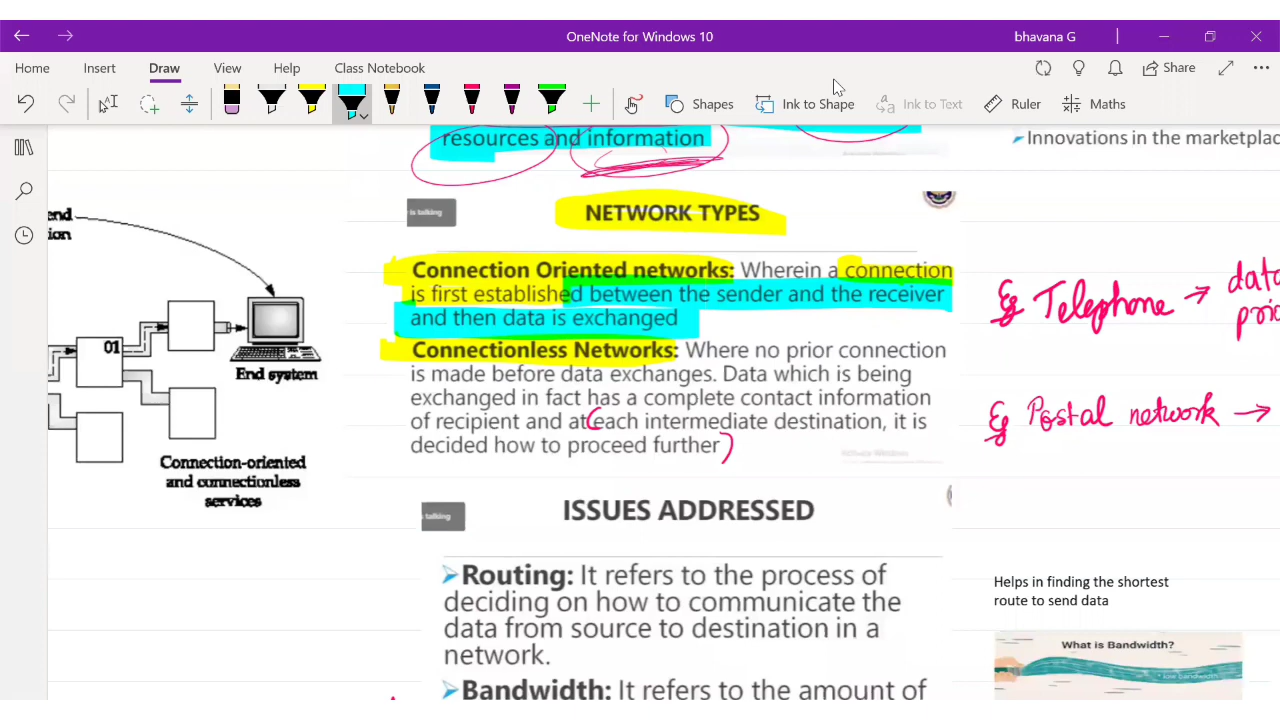 OneNote for Windows 10
bhavana G
Home Insert Draw View Help Class Notebook
Share
Shapes Ink to Shape Ink to Text Ruler Maths
resources and information
Innovations in the marketplac
end
ion
is talking
NETWORK TYPES
Connection Oriented networks: Wherein a connection
is first established between the sender and the receiver
and then data is exchanged
Connectionless Networks: Where no prior connection
is made before data exchanges. Data which is being
exchanged in fact has a complete contact information
of recipient and at (each intermediate destination, it is
decided how to proceed further)
01
End system
Connection-oriented
and connectionless
services
Eg Telephone → data
prio
Eg Postal network →
talking
ISSUES ADDRESSED
Routing: It refers to the process of
deciding on how to communicate the
data from source to destination in a
network.
Bandwidth: It refers to the amount of
Helps in finding the shortest
route to send data
What is Bandwidth?